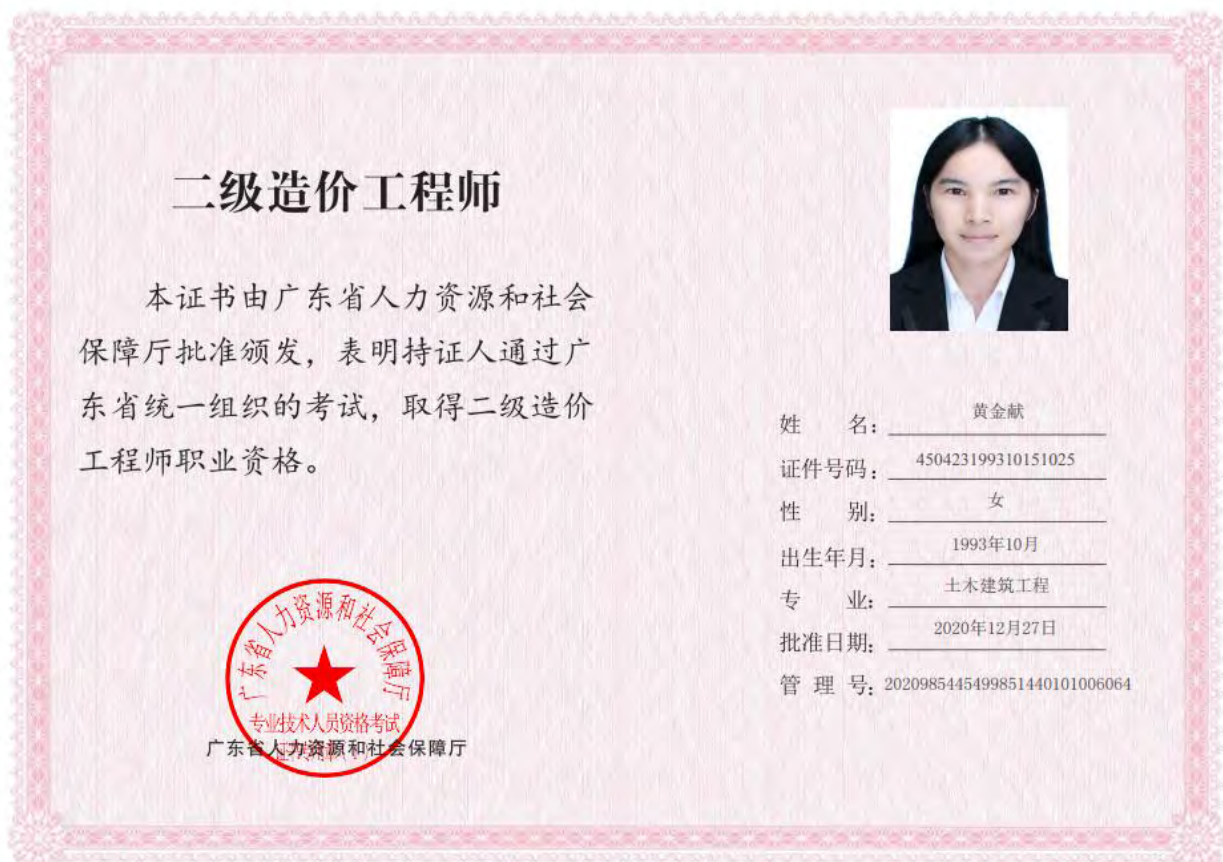 二级造价工程师
本证书由广东省人力资源和社会
保障厅批准颁发，表明持证人通过广
东省统一组织的考试，取得二级造价
工程师职业资格。
广东省人力资源和社会保障厅
专业技术人员资格考试
广东省人力资源和社会保障厅
姓 名：黄金献
证件号码：450423199310151025
性 别：女
出生年月：1993年10月
专 业：土木建筑工程
批准日期：2020年12月27日
管 理 号：20209854454999851440101006064